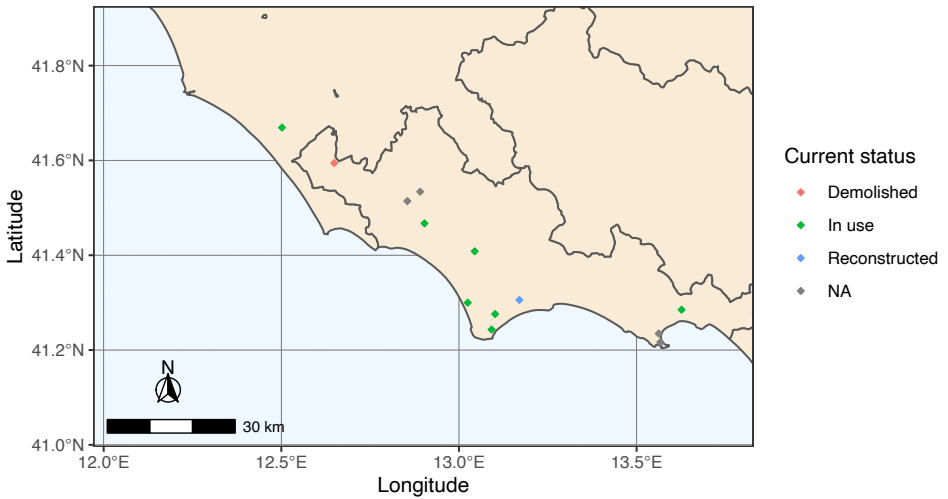 41.8°N
41.6°N
41.4°N
41.2°N
41.0°N
Latitude
N
30 km
12.0°E 12.5°E 13.0°E 13.5°E
Longitude
Current status
Demolished
In use
Reconstructed
NA